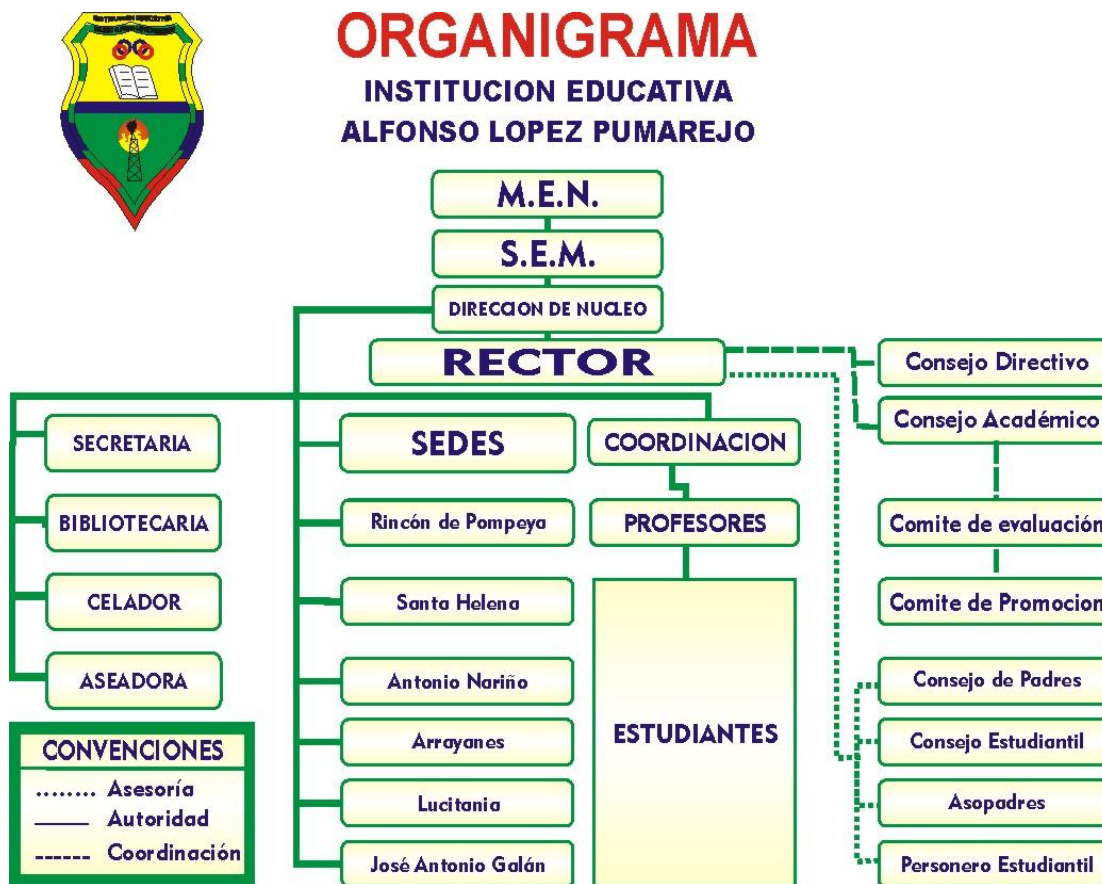 ORGANIGRAMA
INSTITUCION EDUCATIVA
ALFONSO LOPEZ PUMAREJO
M.E.N.
S.E.M.
DIRECCION DE NUCLEO
RECTOR
Consejo Directivo
Consejo Académico
Comite de evaluación
Comite de Promocion
Consejo de Padres
Consejo Estudiantil
Asopadres
Personero Estudiantil
SECRETARIA
BIBLIOTECARIA
CELADOR
ASEADORA
SEDES
Rincón de Pompeya
Santa Helena
Antonio Nariño
Arrayanes
Lucitania
José Antonio Galán
COORDINACION
PROFESORES
ESTUDIANTES
CONVENCIONES
Asesoría
Autoridad
Coordinación